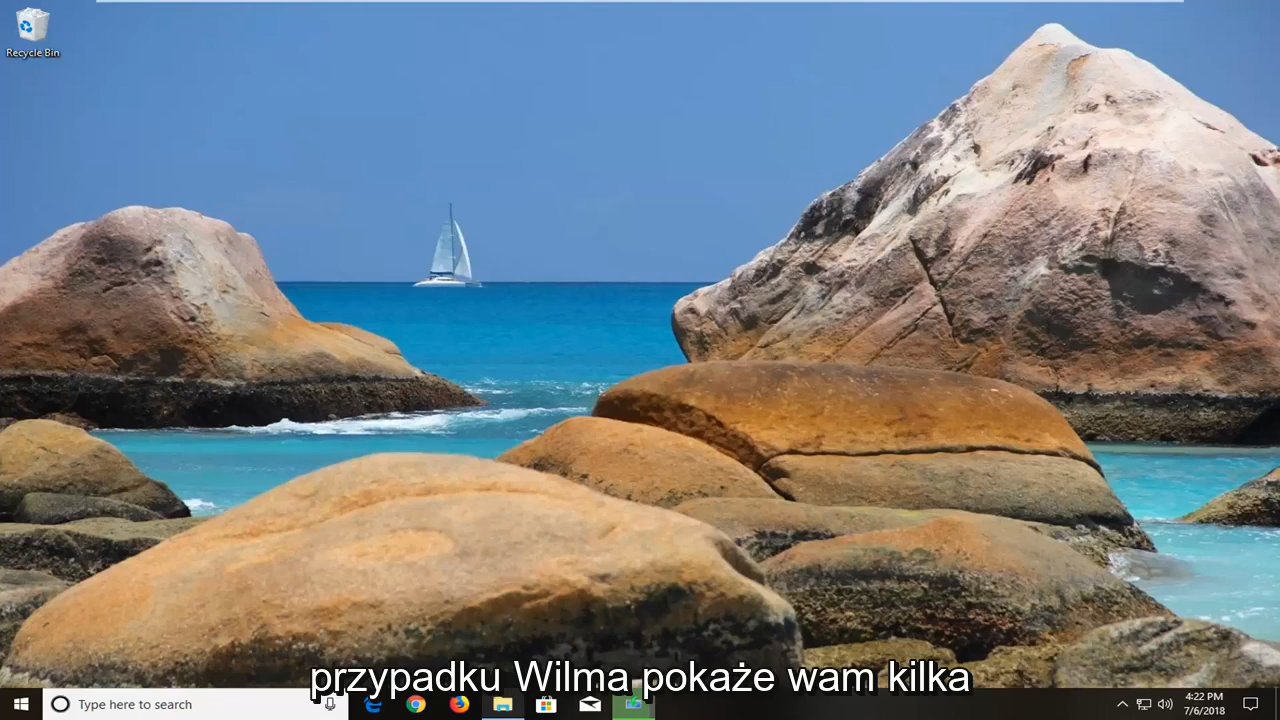 Recycle Bin
przypadku Wilma pokaże wam kilka
Type here to search
4:22 PM
7/6/2018